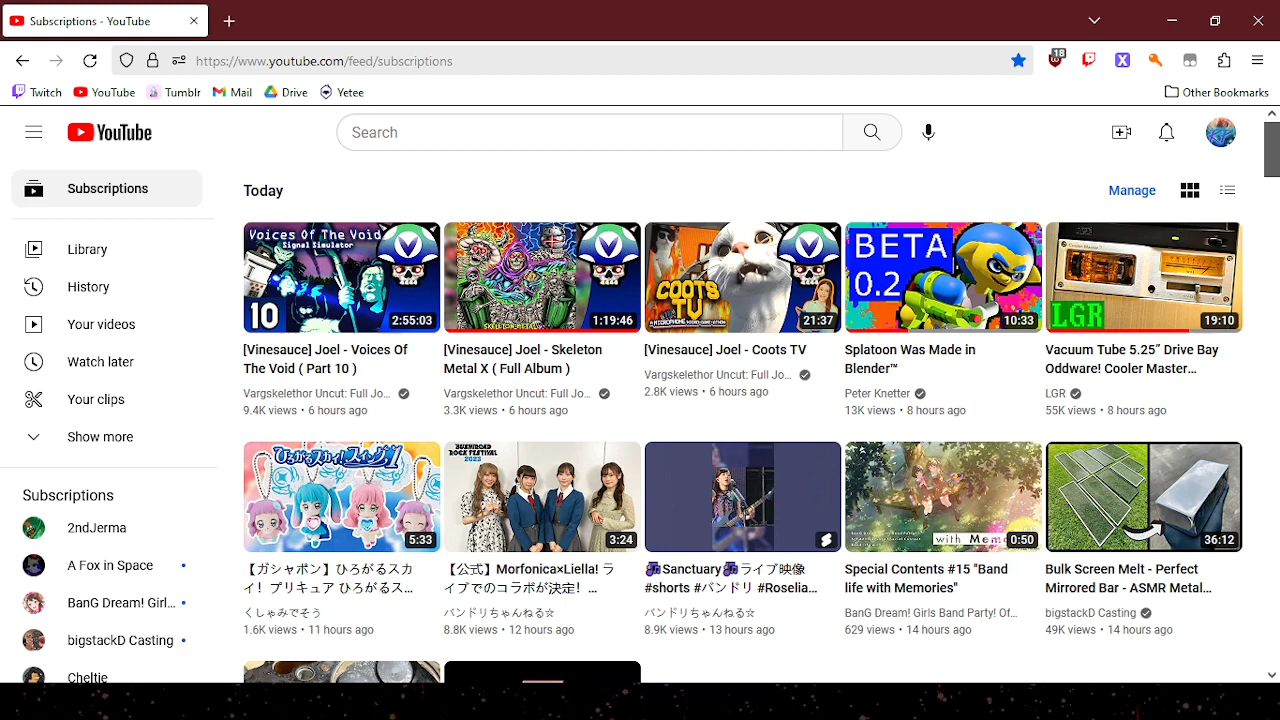 Subscriptions - YouTube
https://www.youtube.com/feed/subscriptions
18
Twitch
YouTube
Tumblr
Mail
Drive
Yetee
Other Bookmarks
YouTube
Search
Subscriptions
Library
History
Your videos
Watch later
Your clips
Show more
Subscriptions
2ndJerma
A Fox in Space
BanG Dream! Girl...
bigstackD Casting
Cheltie
Today
Manage
Voices Of The Void
Signal Simulator
10
2:55:03
[Vinesauce] Joel - Voices Of
The Void ( Part 10 )
Vargskelethor Uncut: Full Jo...
9.4K views • 6 hours ago
SKELETON METAL
1:19:46
[Vinesauce] Joel - Skeleton
Metal X ( Full Album )
Vargskelethor Uncut: Full Jo...
3.3K views • 6 hours ago
COOTS
TV
21:37
[Vinesauce] Joel - Coots TV
Vargskelethor Uncut: Full Jo...
2.8K views • 6 hours ago
BETA
0.2
10:33
Splatoon Was Made in
Blender™
Peter Knetter
13K views • 8 hours ago
LGR
19:10
Vacuum Tube 5.25” Drive Bay
Oddware! Cooler Master...
LGR
55K views • 8 hours ago
5:33
【ガシャポン】ひろがるスカ
イ！プリキュア ひろがるス...
くしゃみでそう
1.6K views • 11 hours ago
BUSHIROAD
ROCK FESTIVAL
2023
3:24
【公式】Morfonica×Liella! ラ
イブでのコラボが決定！...
バンドリちゃんねる☆
8.8K views • 12 hours ago
🎶Sanctuary🎶ライブ映像
#shorts #バンドリ #Roselia...
バンドリちゃんねる☆
8.9K views • 13 hours ago
with Mem
0:50
Special Contents #15 "Band
life with Memories"
BanG Dream! Girls Band Party! Of...
629 views • 14 hours ago
36:12
Bulk Screen Melt - Perfect
Mirrored Bar - ASMR Metal...
bigstackD Casting
49K views • 14 hours ago